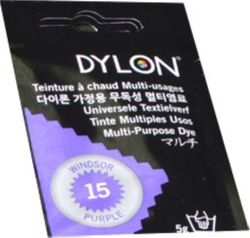 DYLON
Teinture à chaud Multi-usages
다이론 가정용 무독성 멀티염료
Universele Textielverf
Tinte Multiples Usos
Multi-Purpose Dye
マルチ
WINDSOR
15
PURPLE
5g